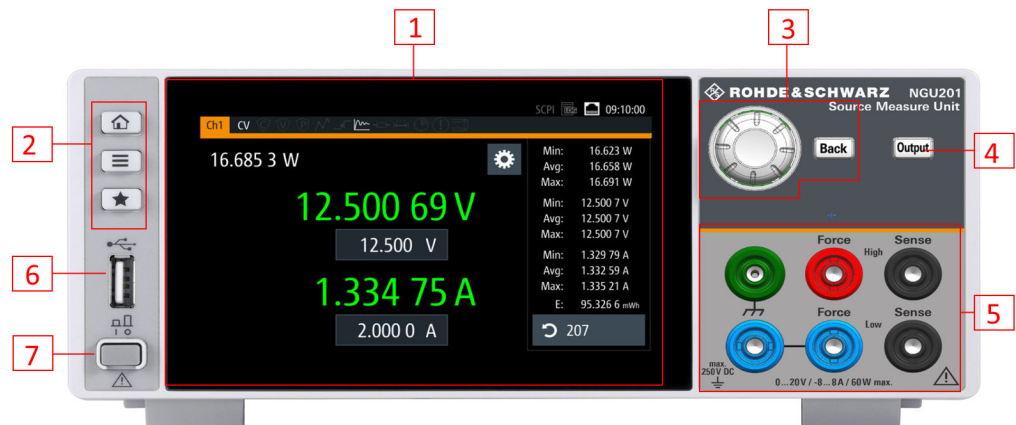 1
3
ROHDE & SCHWARZ NGU201
Source Measure Unit
SCPI 09:10:00
Ch1 CV
2
16.685 3 W
Min: 16.623 W
Avg: 16.658 W
Max: 16.691 W
Back
Output
4
12.500 69 V
12.500 V
Min: 12.500 7 V
Avg: 12.500 7 V
Max: 12.500 7 V
Min: 1.329 79 A
Avg: 1.332 59 A
Max: 1.335 21 A
E: 95.326 6 mWh
207
1.334 75 A
2.000 0 A
6
7
Force Sense
High
5
Force Sense
Low
max.
250 V DC
0...20V / -8...8A / 60W max.